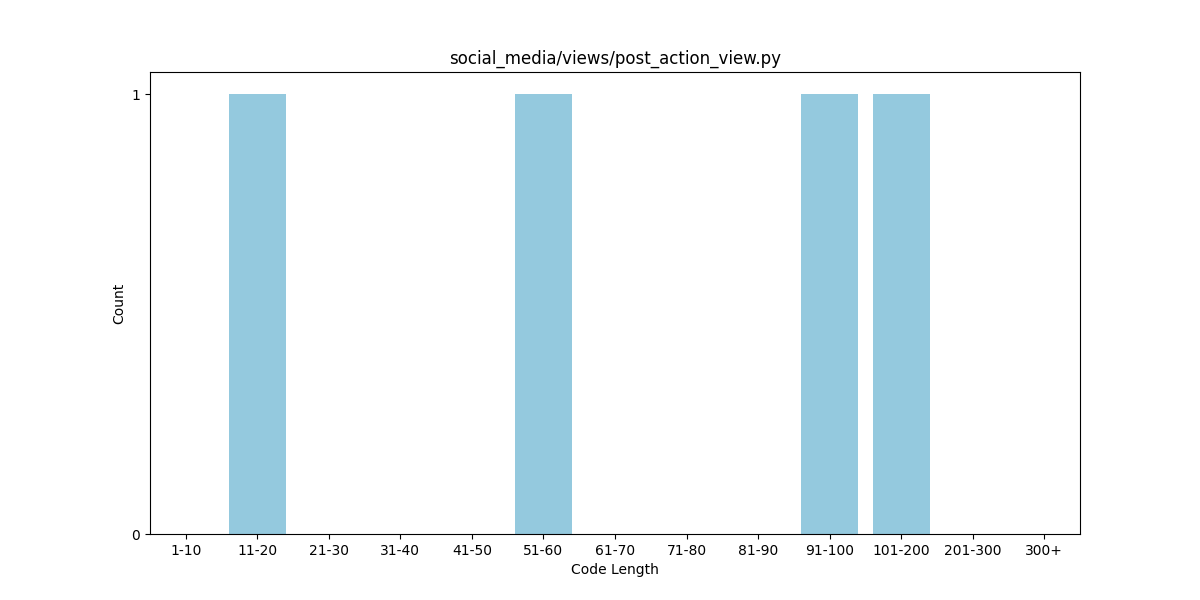 social_media/views/post_action_view.py
1
Count
0
1-10 11-20 21-30 31-40 41-50 51-60 61-70 71-80 81-90 91-100 101-200 201-300 300+
Code Length